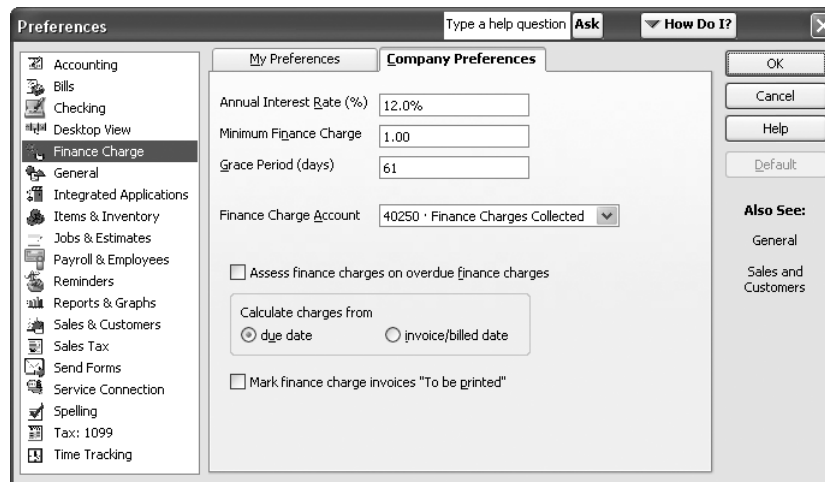 Preferences
Type a help question Ask
How Do I?
Accounting
Bills
Checking
Desktop View
Finance Charge
General
Integrated Applications
Items & Inventory
Jobs & Estimates
Payroll & Employees
Reminders
Reports & Graphs
Sales & Customers
Sales Tax
Send Forms
Service Connection
Spelling
Tax: 1099
Time Tracking
My Preferences
Company Preferences
Annual Interest Rate (%) 12.0%
Minimum Finance Charge 1.00
Grace Period (days) 61
Finance Charge Account 40250 · Finance Charges Collected
Assess finance charges on overdue finance charges
Calculate charges from
due date invoice/billed date
Mark finance charge invoices "To be printed"
OK
Cancel
Help
Default
Also See:
General
Sales and
Customers